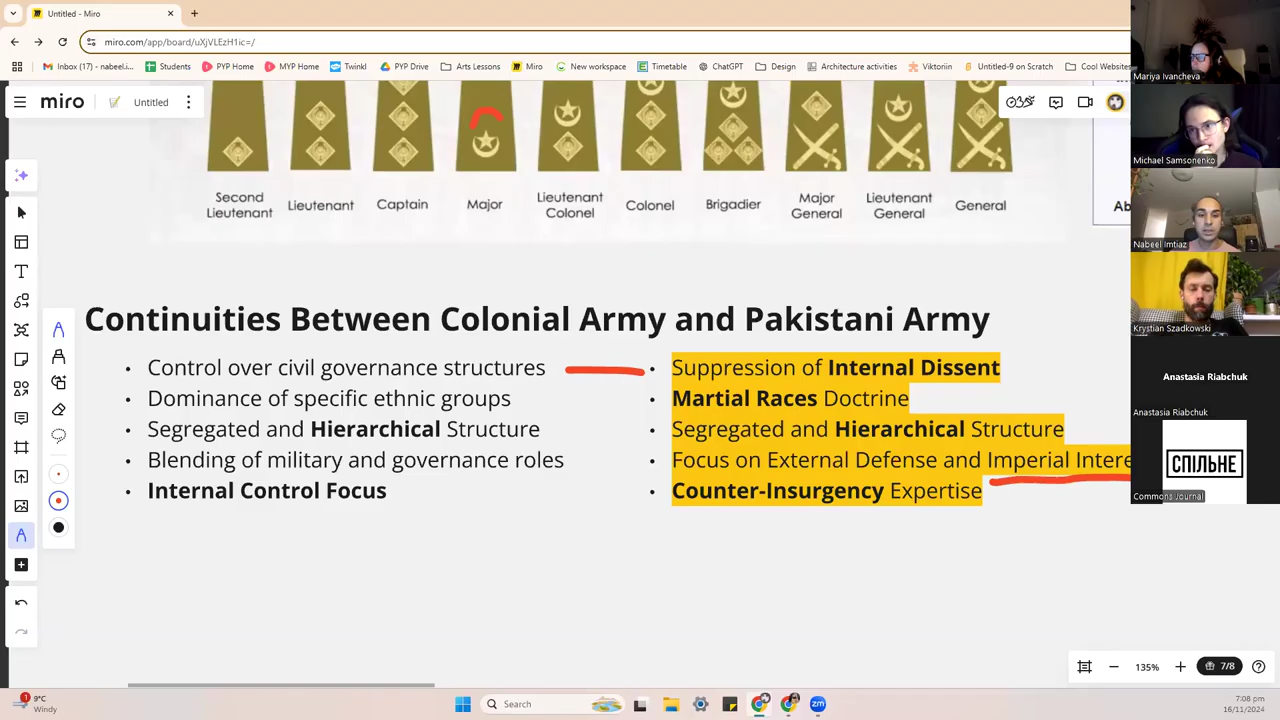 Untitled - Miro
miro.com/app/board/uXjVLEzH1ic=/
Inbox (17) - nabeel.i...
Students
PYP Home
MYP Home
Twinkl
PYP Drive
Arts Lessons
Miro
New workspace
Timetable
ChatGPT
Design
Architecture activities
Viktoriin
Untitled-9 on Scratch
Cool Websites
miro
Untitled
Second Lieutenant
Lieutenant
Captain
Major
Lieutenant Colonel
Colonel
Brigadier
Major General
Lieutenant General
General
Ab
Continuities Between Colonial Army and Pakistani Army
• Control over civil governance structures
• Dominance of specific ethnic groups
• Segregated and Hierarchical Structure
• Blending of military and governance roles
• Internal Control Focus
• Suppression of Internal Dissent
• Martial Races Doctrine
• Segregated and Hierarchical Structure
• Focus on External Defense and Imperial Intere
• Counter-Insurgency Expertise
Mariya Ivancheva
Michael Samsonenko
Nabeel Imtiaz
Krystian Szadkowski
Anastasia Riabchuk
Anastasia Riabchuk
СПІЛЬНЕ
Commons Journal
135%
7/8
1
9°C
Windy
Search
zm
7:08 pm
16/11/2024